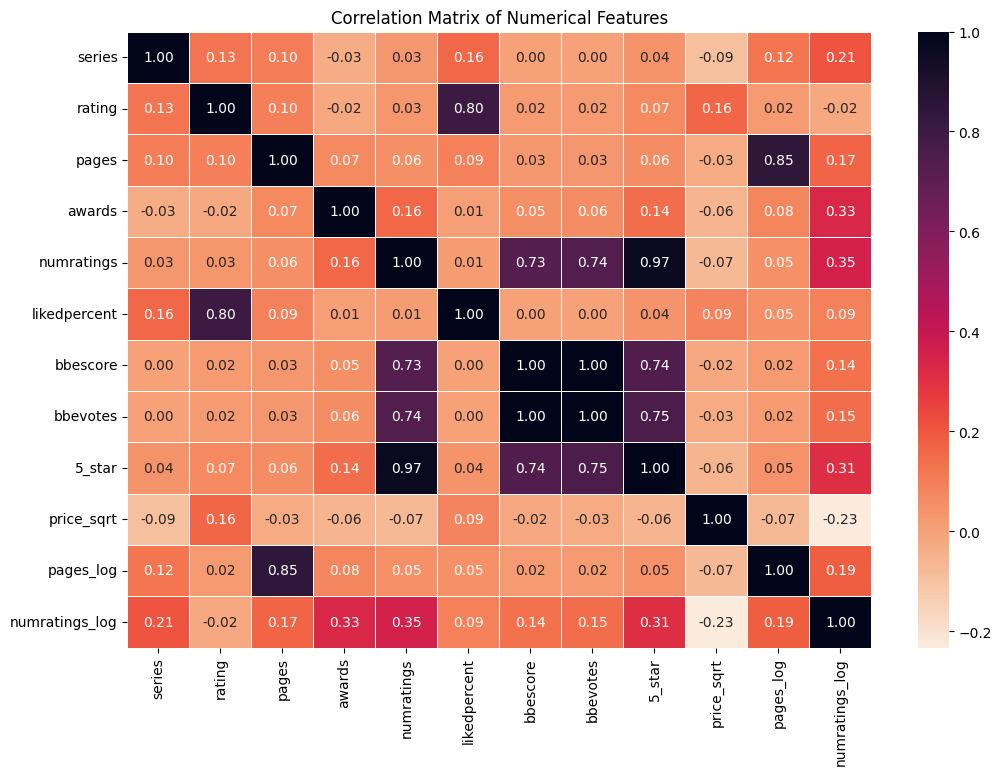 Correlation Matrix of Numerical Features
series 1.00 0.13 0.10 -0.03 0.03 0.16 0.00 0.00 0.04 -0.09 0.12 0.21
rating 0.13 1.00 0.10 -0.02 0.03 0.80 0.02 0.02 0.07 0.16 0.02 -0.02
pages 0.10 0.10 1.00 0.07 0.06 0.09 0.03 0.03 0.06 -0.03 0.85 0.17
awards -0.03 -0.02 0.07 1.00 0.16 0.01 0.05 0.06 0.14 -0.06 0.08 0.33
numratings 0.03 0.03 0.06 0.16 1.00 0.01 0.73 0.74 0.97 -0.07 0.05 0.35
likedpercent 0.16 0.80 0.09 0.01 0.01 1.00 0.00 0.00 0.04 0.09 0.05 0.09
bbescore 0.00 0.02 0.03 0.05 0.73 0.00 1.00 1.00 0.74 -0.02 0.02 0.14
bbevotes 0.00 0.02 0.03 0.06 0.74 0.00 1.00 1.00 0.75 -0.03 0.02 0.15
5_star 0.04 0.07 0.06 0.14 0.97 0.04 0.74 0.75 1.00 -0.06 0.05 0.31
price_sqrt -0.09 0.16 -0.03 -0.06 -0.07 0.09 -0.02 -0.03 -0.06 1.00 -0.07 -0.23
pages_log 0.12 0.02 0.85 0.08 0.05 0.05 0.02 0.02 0.05 -0.07 1.00 0.19
numratings_log 0.21 -0.02 0.17 0.33 0.35 0.09 0.14 0.15 0.31 -0.23 0.19 1.00
series rating pages awards numratings likedpercent bbescore bbevotes 5_star price_sqrt pages_log numratings_log
1.0
0.8
0.6
0.4
0.2
0.0
−0.2